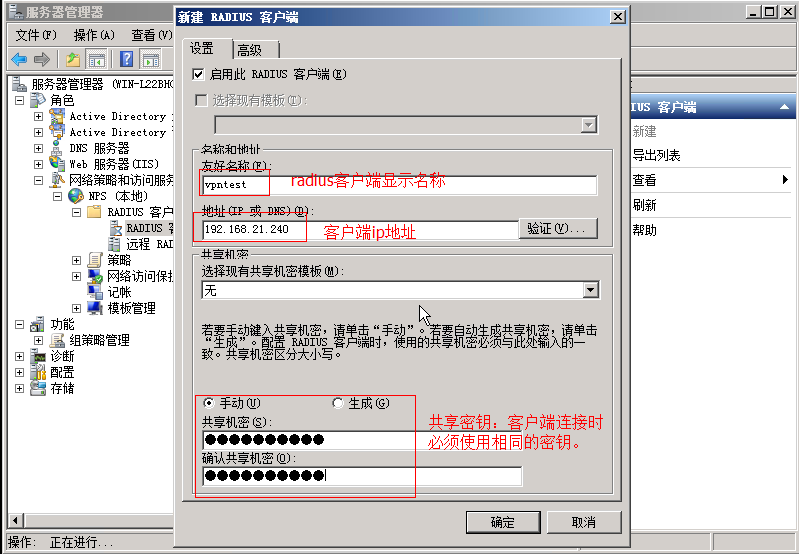 服务器管理器
新建 RADIUS 客户端
文件(F) 操作(A) 查看(V)
服务器管理器 (WIN-L22BH
角色
Active Directory
Active Directory
DNS 服务器
Web 服务器(IIS)
网络策略和访问服务
NPS (本地)
RADIUS 客户
RADIUS 客
远程 RAD
策略
网络访问保护
记帐
模板管理
功能
组策略管理
诊断
配置
存储
操作: 正在进行...
设置 高级
启用此 RADIUS 客户端(E)
选择现有模板(T):
名称和地址
友好名称(F):
vpntest
radius客户端显示名称
地址(IP 或 DNS)(D):
192.168.21.240
客户端ip地址
验证(V)...
共享机密
选择现有共享机密模板(M):
无
若要手动键入共享机密，请单击“手动”。若要自动生成共享机密，请单击
“生成”。配置 RADIUS 客户端时，使用的共享机密必须与此处输入的一
致。共享机密区分大小写。
手动(U) 生成(G)
共享机密(S):
●●●●●●●●●●
确认共享机密(O):
●●●●●●●●●●
共享密钥：客户端连接时
必须使用相同的密钥。
确定 取消
IUS 客户端
新建
导出列表
查看
刷新
帮助